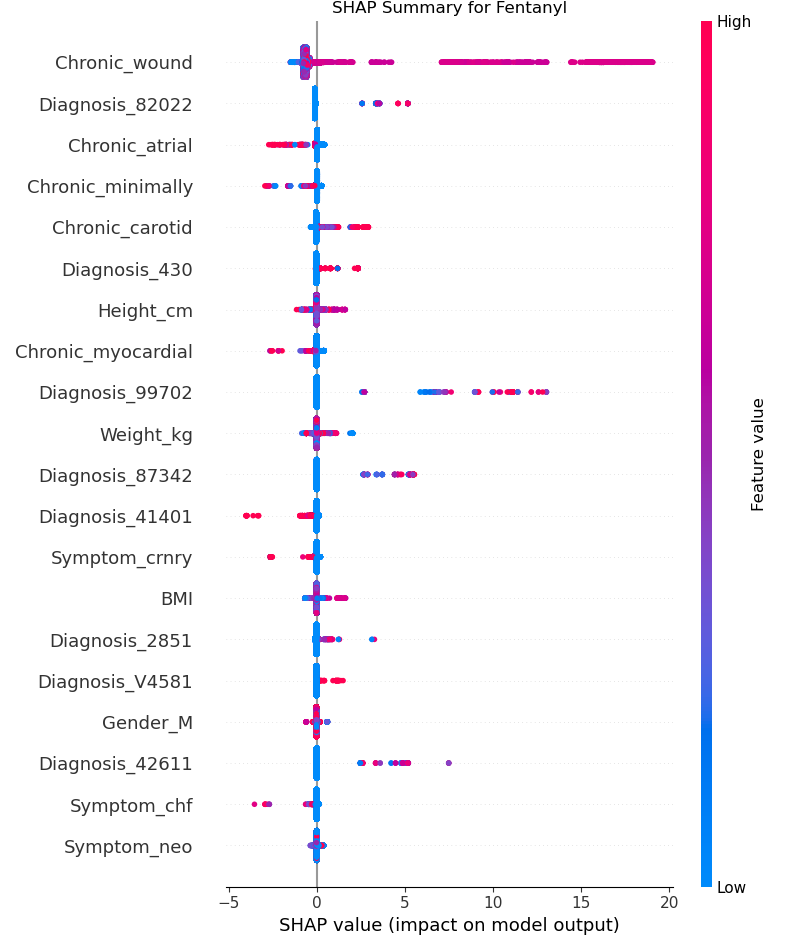 SHAP Summary for Fentanyl
High
Chronic_wound
Diagnosis_82022
Chronic_atrial
Chronic_minimally
Chronic_carotid
Diagnosis_430
Height_cm
Chronic_myocardial
Diagnosis_99702
Weight_kg
Diagnosis_87342
Diagnosis_41401
Symptom_crnry
BMI
Diagnosis_2851
Diagnosis_V4581
Gender_M
Diagnosis_42611
Symptom_chf
Symptom_neo
Feature value
Low
−5 0 5 10 15 20
SHAP value (impact on model output)